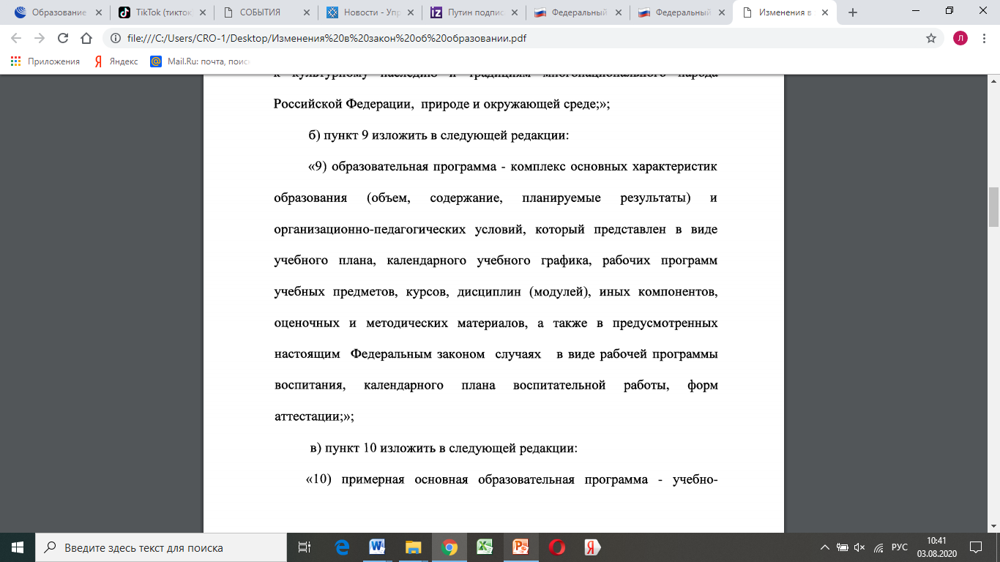 Образование
TikTok (тикток
СОБЫТИЯ
Новости - Упр
Путин подпис
Федеральный
Федеральный
Изменения в
file:///C:/Users/CRO-1/Desktop/Изменения%20в%20закон%20об%20образовании.pdf
Л
Приложения
Яндекс
Mail.Ru: почта, поис
к культурному наследию и традициям многонационального народа
Российской Федерации, природе и окружающей среде;»;
б) пункт 9 изложить в следующей редакции:
«9) образовательная программа - комплекс основных характеристик
образования (объем, содержание, планируемые результаты) и
организационно-педагогических условий, который представлен в виде
учебного плана, календарного учебного графика, рабочих программ
учебных предметов, курсов, дисциплин (модулей), иных компонентов,
оценочных и методических материалов, а также в предусмотренных
настоящим Федеральным законом случаях в виде рабочей программы
воспитания, календарного плана воспитательной работы, форм
аттестации;»;
в) пункт 10 изложить в следующей редакции:
«10) примерная основная образовательная программа - учебно-
Введите здесь текст для поиска
РУС
10:41
03.08.2020